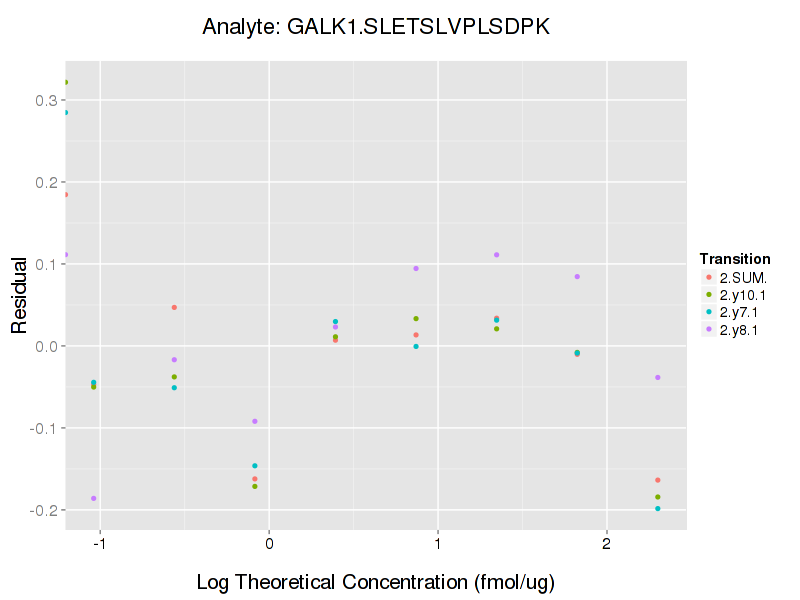 Analyte: GALK1.SLETSLVPLSDPK
Residual
0.3
0.2
0.1
0.0
-0.1
-0.2
-1
0
1
2
Log Theoretical Concentration (fmol/ug)
Transition
2.SUM.
2.y10.1
2.y7.1
2.y8.1